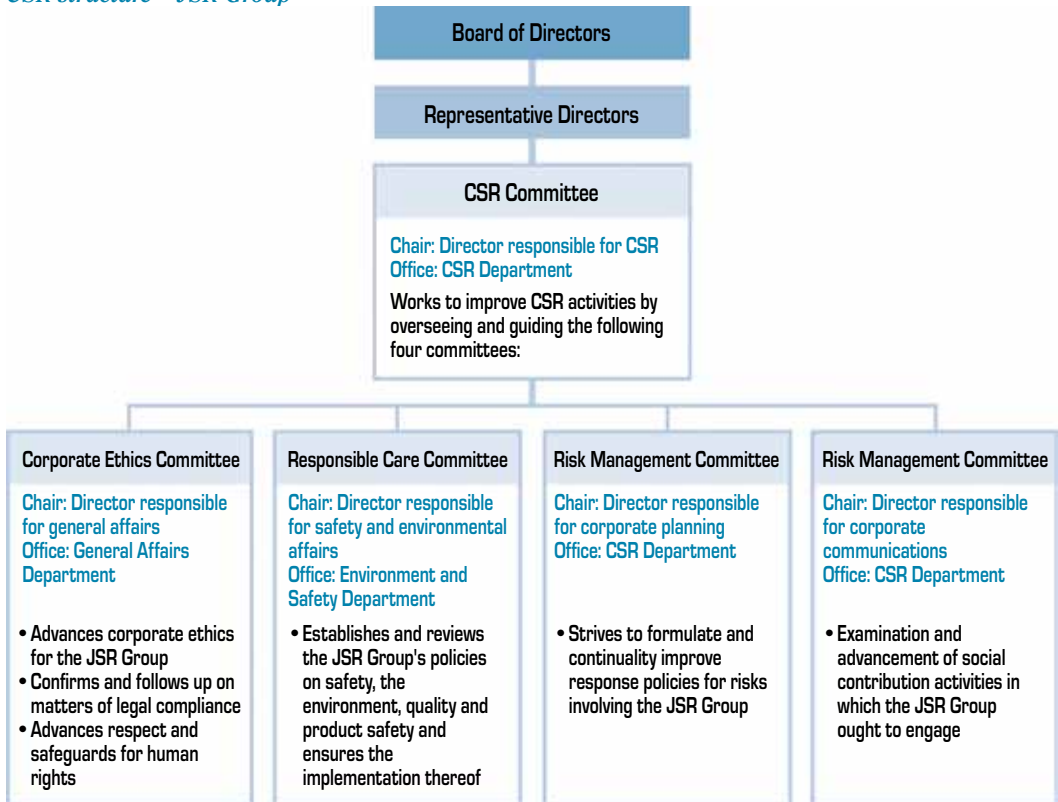 Board of Directors
Representative Directors
CSR Committee
Chair: Director responsible for CSR
Office: CSR Department
Works to improve CSR activities by
overseeing and guiding the following
four committees:
Corporate Ethics Committee
Chair: Director responsible
for general affairs
Office: General Affairs
Department
• Advances corporate ethics
for the JSR Group
• Confirms and follows up on
matters of legal compliance
• Advances respect and
safeguards for human
rights
Responsible Care Committee
Chair: Director responsible
for safety and environmental
affairs
Office: Environment and
Safety Department
• Establishes and reviews
the JSR Group's policies
on safety, the
environment, quality and
product safety and
ensures the
implementation thereof
Risk Management Committee
Chair: Director responsible
for corporate planning
Office: CSR Department
• Strives to formulate and
continuality improve
response policies for risks
involving the JSR Group
Risk Management Committee
Chair: Director responsible
for corporate
communications
Office: CSR Department
• Examination and
advancement of social
contribution activities in
which the JSR Group
ought to engage